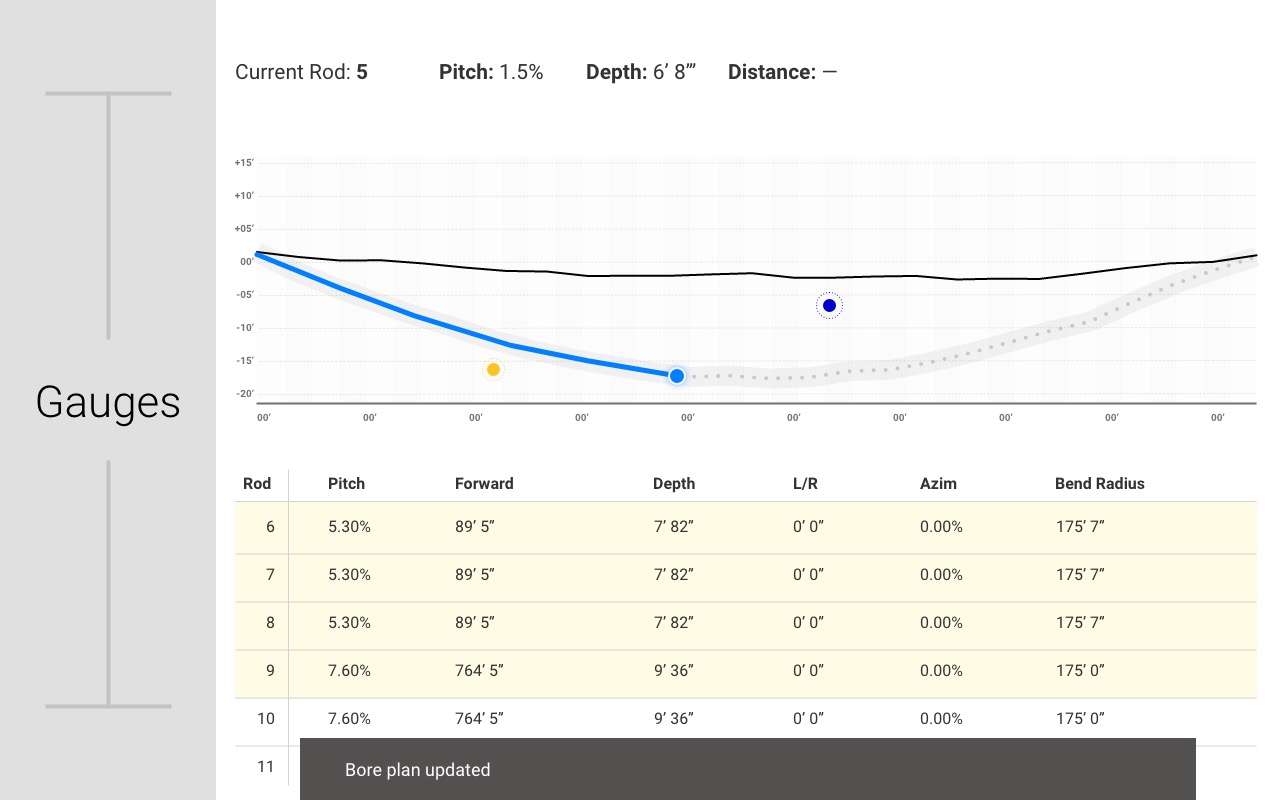 Current Rod: 5 Pitch: 1.5% Depth: 6’ 8’” Distance: —
+15’
+10’
+05’
00’
-05’
-10’
-15’
-20’
00’ 00’ 00’ 00’ 00’ 00’ 00’ 00’ 00’ 00’
Gauges
Rod Pitch Forward Depth L/R Azim Bend Radius
6 5.30% 89’ 5” 7’ 82” 0’ 0” 0.00% 175’ 7”
7 5.30% 89’ 5” 7’ 82” 0’ 0” 0.00% 175’ 7”
8 5.30% 89’ 5” 7’ 82” 0’ 0” 0.00% 175’ 7”
9 7.60% 764’ 5” 9’ 36” 0’ 0” 0.00% 175’ 0”
10 7.60% 764’ 5” 9’ 36” 0’ 0” 0.00% 175’ 0”
11
Bore plan updated